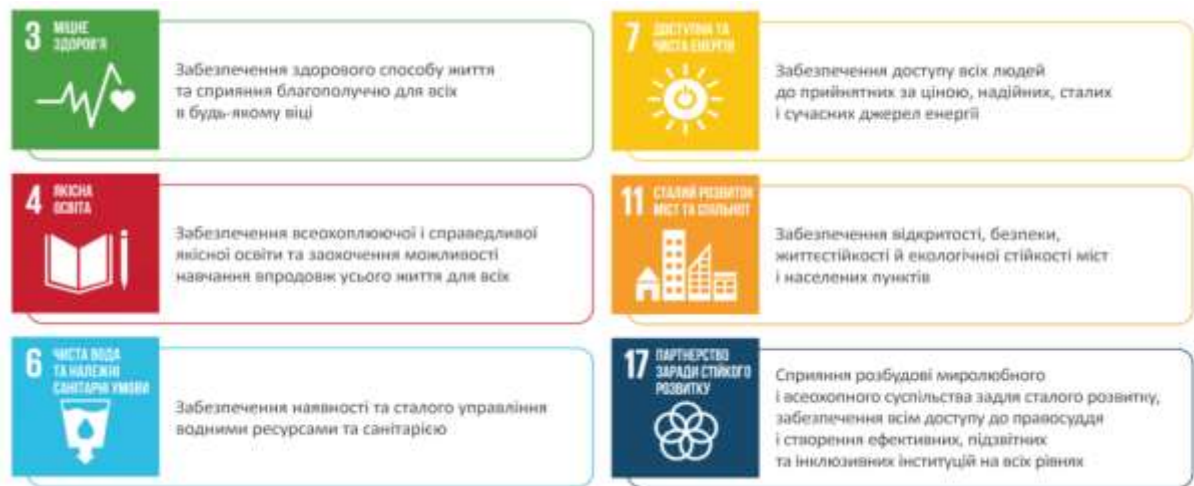 3 МІЦНЕ
ЗДОРОВ'Я
Забезпечення здорового способу життя
та сприяння благополуччю для всіх
в будь-якому віці
4 ЯКІСНА
ОСВІТА
Забезпечення всеохоплюючої і справедливої
якісної освіти та заохочення можливості
навчання впродовж усього життя для всіх
6 ЧИСТА ВОДА
ТА НАЛЕЖНІ
САНІТАРНІ УМОВИ
Забезпечення наявності та сталого управління
водними ресурсами та санітарією
7 ДОСТУПНА ТА
ЧИСТА ЕНЕРГІЯ
Забезпечення доступу всіх людей
до прийнятних за ціною, надійних, сталих
і сучасних джерел енергії
11 СТАЛИЙ РОЗВИТОК
МІСТ ТА СПІЛЬНОТ
Забезпечення відкритості, безпеки,
життєстійкості й екологічної стійкості міст
і населених пунктів
17 ПАРТНЕРСТВО
ЗАРАДИ СТІЙКОГО
РОЗВИТКУ
Сприяння розбудові миролюбного
і всеохопного суспільства задля сталого розвитку,
забезпечення всім доступу до правосуддя
і створення ефективних, підзвітних
та інклюзивних інституцій на всіх рівнях